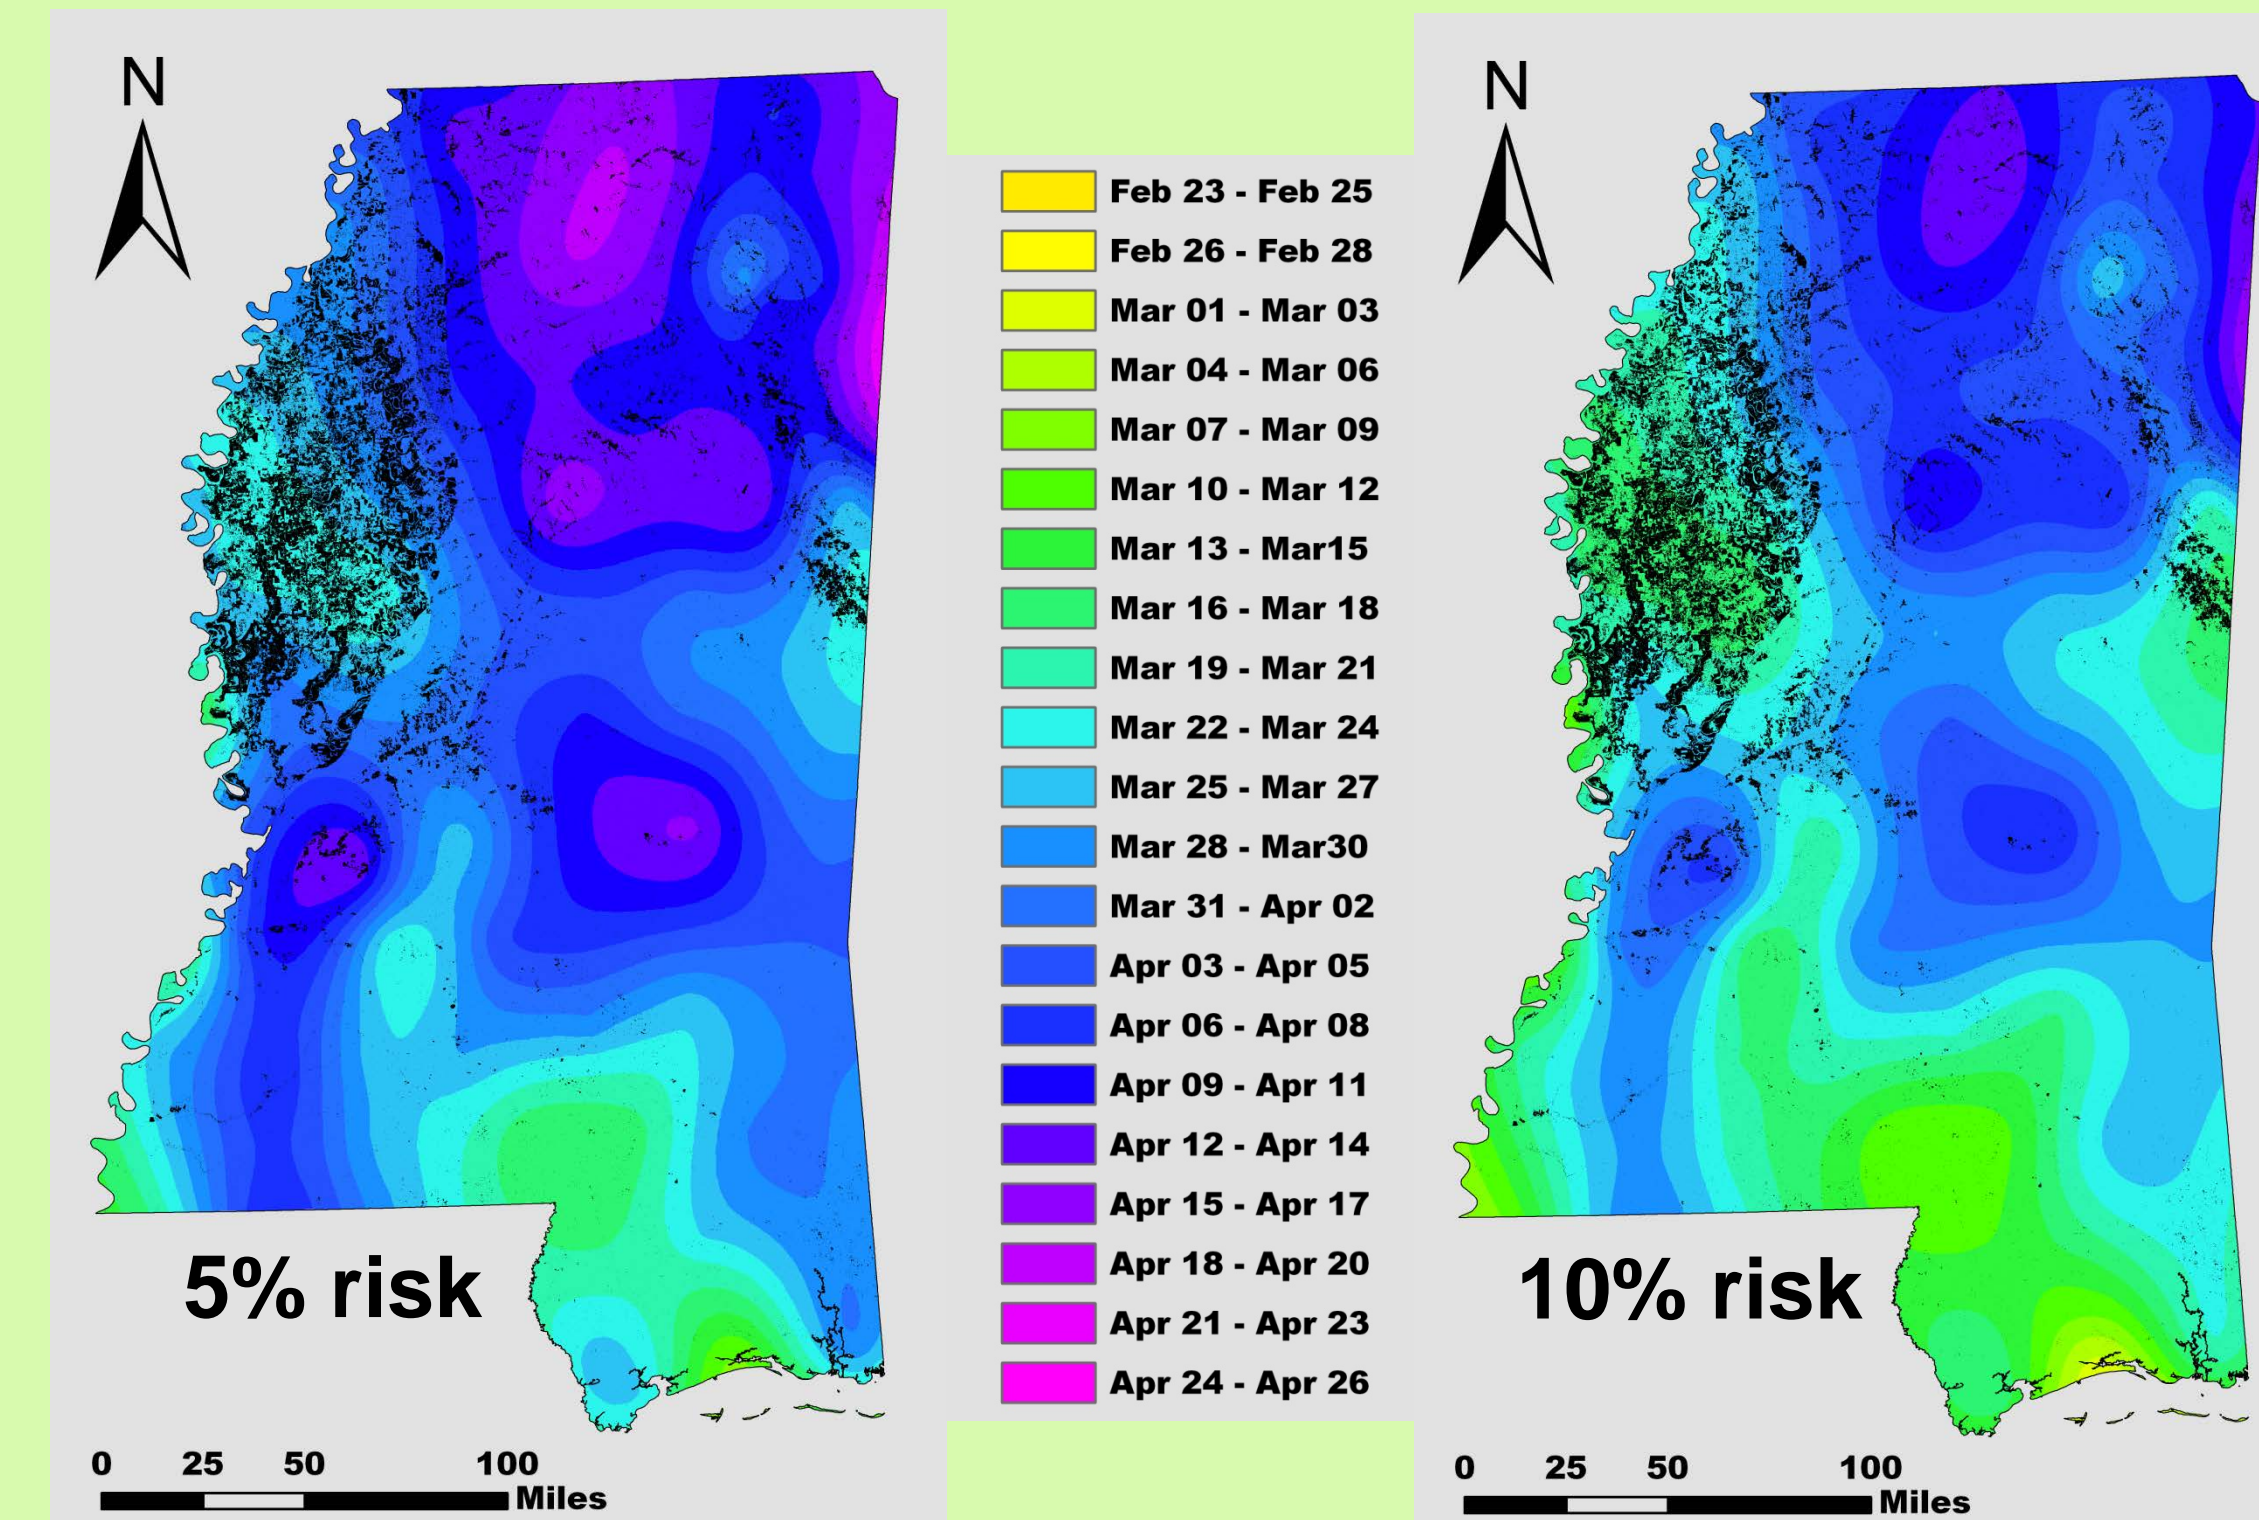 N
5% risk
0 25 50 100
Miles
Feb 23 - Feb 25
Feb 26 - Feb 28
Mar 01 - Mar 03
Mar 04 - Mar 06
Mar 07 - Mar 09
Mar 10 - Mar 12
Mar 13 - Mar15
Mar 16 - Mar 18
Mar 19 - Mar 21
Mar 22 - Mar 24
Mar 25 - Mar 27
Mar 28 - Mar30
Mar 31 - Apr 02
Apr 03 - Apr 05
Apr 06 - Apr 08
Apr 09 - Apr 11
Apr 12 - Apr 14
Apr 15 - Apr 17
Apr 18 - Apr 20
Apr 21 - Apr 23
Apr 24 - Apr 26
N
10% risk
0 25 50 100
Miles